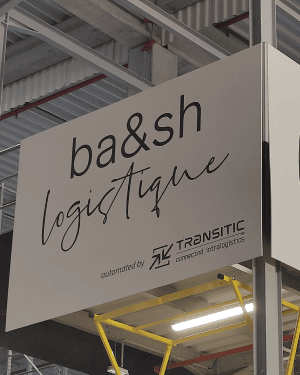 ba&sh
logistique
automated by TRANSITIC
connected intralogistics